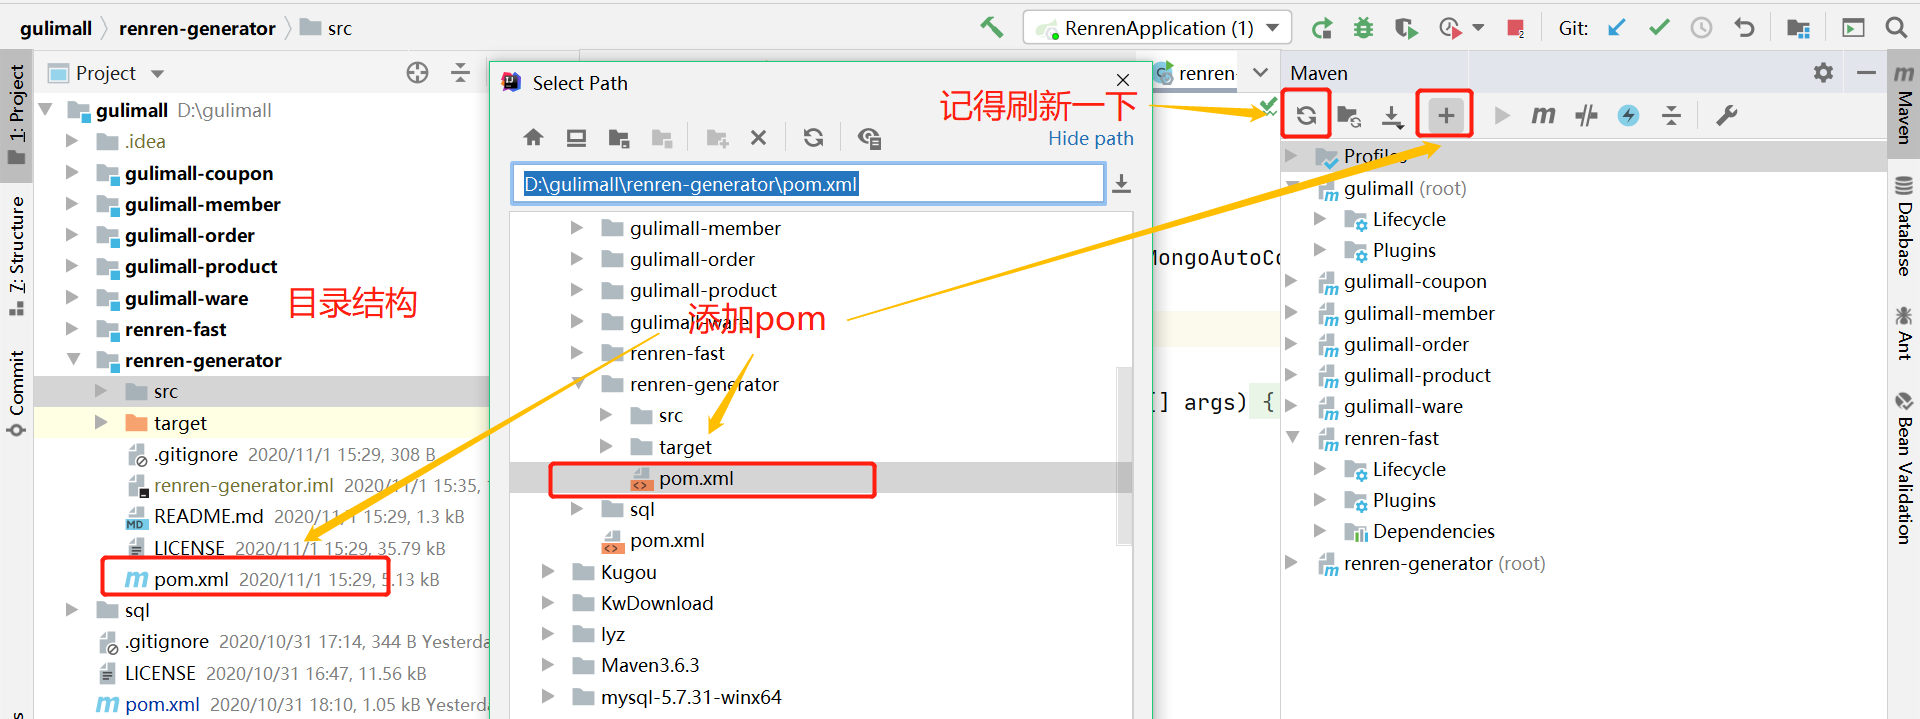 gulimall renren-generator src
RenrenApplication (1)
Git:
Project
gulimall D:\gulimall
.idea
gulimall-coupon
gulimall-member
gulimall-order
gulimall-product
gulimall-ware
renren-fast
renren-generator
src
target
.gitignore 2020/11/1 15:29, 308 B
renren-generator.iml 2020/11/1 15:35,
README.md 2020/11/1 15:29, 1.3 kB
LICENSE 2020/11/1 15:29, 35.79 kB
pom.xml 2020/11/1 15:29, 5.13 kB
sql
.gitignore 2020/10/31 17:14, 344 B Yesterda
LICENSE 2020/10/31 16:47, 11.56 kB
pom.xml 2020/10/31 18:10, 1.05 kB Yesterda
目录结构
1: Project
7: Structure
Commit
Select Path
Hide path
D:\gulimall\renren-generator\pom.xml
gulimall-member
gulimall-order
gulimall-product
gulimall-ware
renren-fast
renren-generator
src
target
pom.xml
sql
pom.xml
Kugou
KwDownload
lyz
Maven3.6.3
mysql-5.7.31-winx64
添加pom
记得刷新一下
renren-
MongoAutoCo
[] args) {
Maven
Profiles
gulimall (root)
Lifecycle
Plugins
gulimall-coupon
gulimall-member
gulimall-order
gulimall-product
gulimall-ware
renren-fast
Lifecycle
Plugins
Dependencies
renren-generator (root)
Maven
Database
Ant
Bean Validation